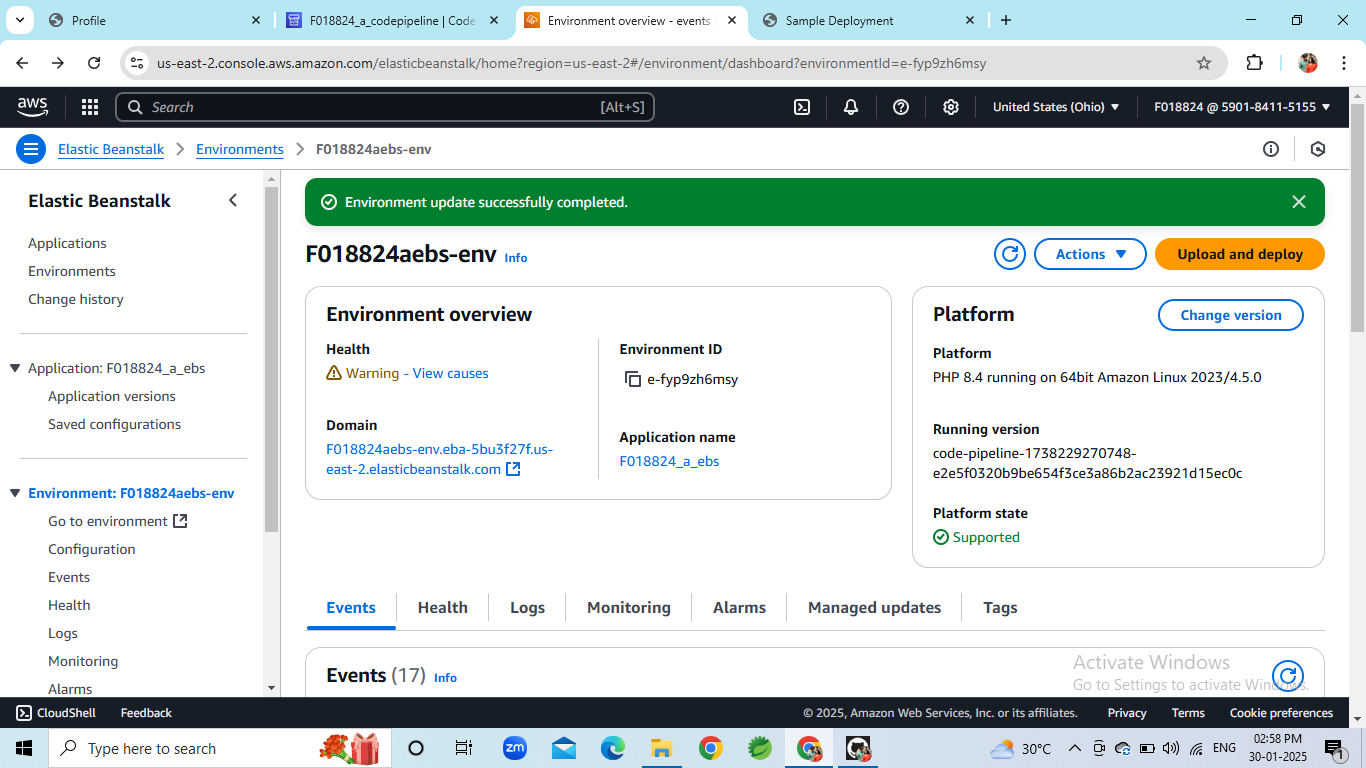 Profile
F018824_a_codepipeline | Code
Environment overview - events
Sample Deployment
us-east-2.console.aws.amazon.com/elasticbeanstalk/home?region=us-east-2#/environment/dashboard?environmentId=e-fyp9zh6msy
aws
Search
[Alt+S]
United States (Ohio)
F018824 @ 5901-8411-5155
Elastic Beanstalk
Environments
F018824aebs-env
Elastic Beanstalk
Applications
Environments
Change history
Application: F018824_a_ebs
Application versions
Saved configurations
Environment: F018824aebs-env
Go to environment
Configuration
Events
Health
Logs
Monitoring
Alarms
Environment update successfully completed.
F018824aebs-env Info
Actions
Upload and deploy
Environment overview
Health
Warning - View causes
Domain
F018824aebs-env.eba-5bu3f27f.us-
east-2.elasticbeanstalk.com
Environment ID
e-fyp9zh6msy
Application name
F018824_a_ebs
Platform
Change version
Platform
PHP 8.4 running on 64bit Amazon Linux 2023/4.5.0
Running version
code-pipeline-1738229270748-
e2e5f0320b9be654f3ce3a86b2ac23921d15ec0c
Platform state
Supported
Events
Health
Logs
Monitoring
Alarms
Managed updates
Tags
Events (17) Info
Activate Windows
Go to Settings to activate Windows.
CloudShell
Feedback
© 2025, Amazon Web Services, Inc. or its affiliates.
Privacy
Terms
Cookie preferences
Type here to search
zm
30°C
ENG
02:58 PM
30-01-2025
1